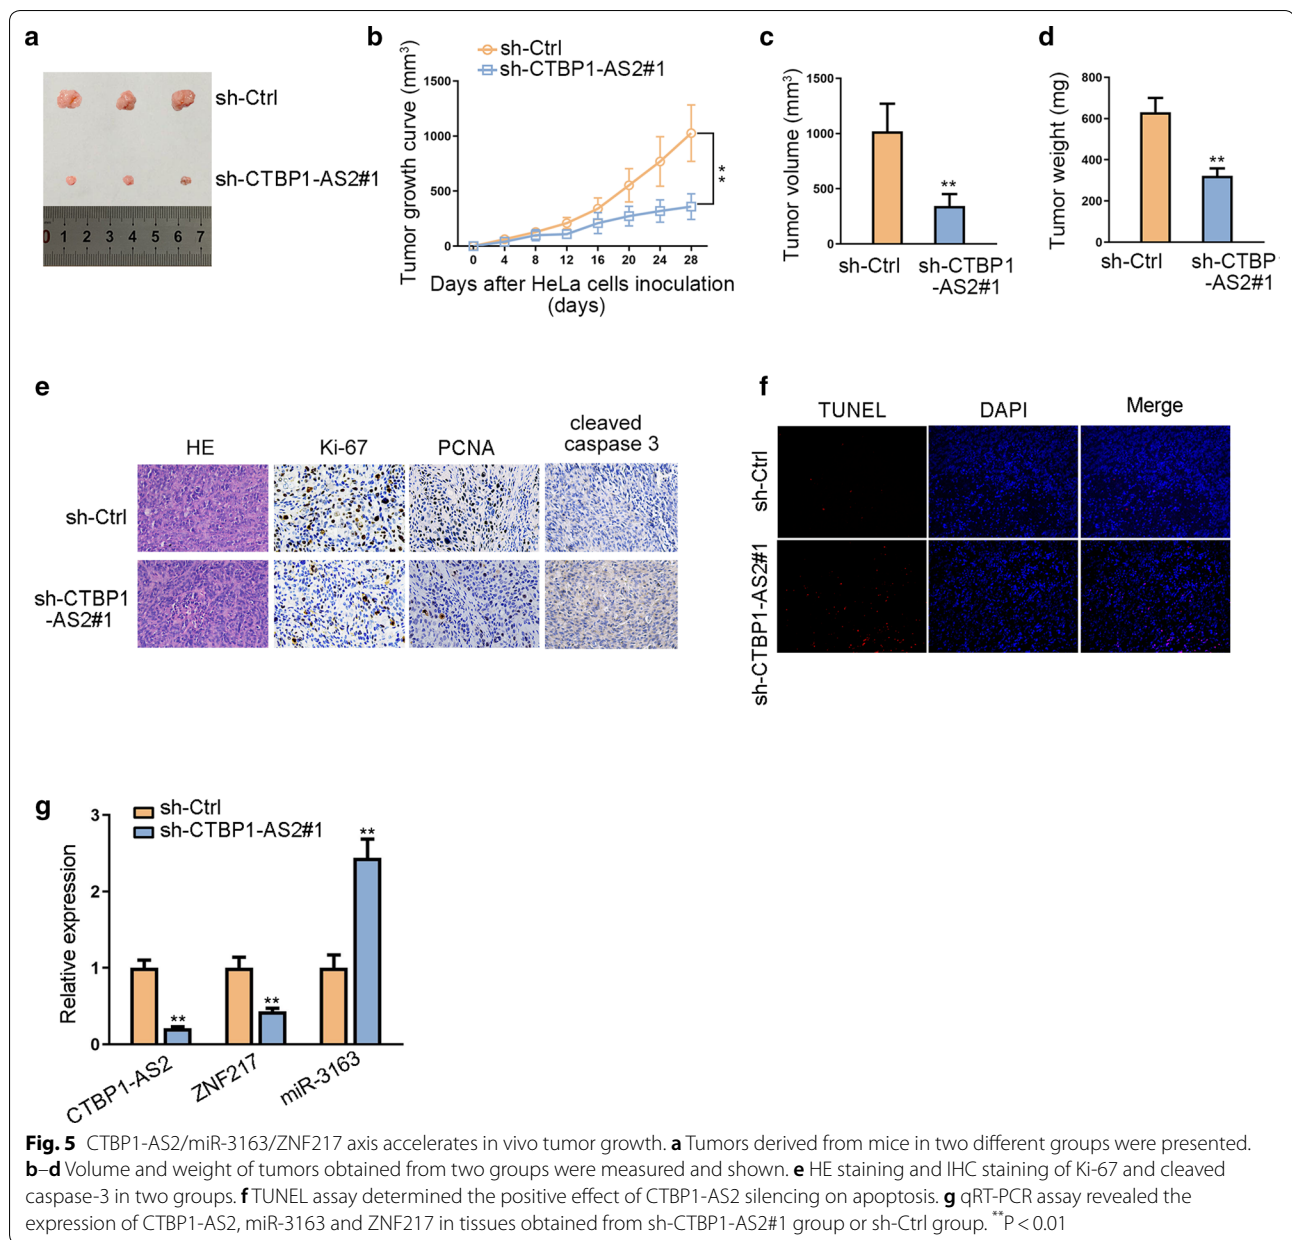 a
sh-Ctrl
sh-CTBP1-AS2#1
0 1 2 3 4 5 6 7
b
sh-Ctrl
sh-CTBP1-AS2#1
Tumor growth curve (mm³)
1500
1000
500
0
**
0 4 8 12 16 20 24 28
Days after HeLa cells inoculation
(days)
c
Tumor volume (mm³)
1500
1000
500
0
**
sh-Ctrl sh-CTBP1
-AS2#1
d
Tumor weight (mg)
800
600
400
200
0
**
sh-Ctrl sh-CTBP
-AS2#1
e
HE Ki-67 PCNA cleaved
caspase 3
sh-Ctrl
sh-CTBP1
-AS2#1
f
TUNEL DAPI Merge
sh-Ctrl
sh-CTBP1-AS2#1
g
sh-Ctrl
sh-CTBP1-AS2#1
Relative expression
3
2
1
0
** ** **
CTBP1-AS2 ZNF217 miR-3163
Fig. 5 CTBP1-AS2/miR-3163/ZNF217 axis accelerates in vivo tumor growth. a Tumors derived from mice in two different groups were presented.
b–d Volume and weight of tumors obtained from two groups were measured and shown. e HE staining and IHC staining of Ki-67 and cleaved
caspase-3 in two groups. f TUNEL assay determined the positive effect of CTBP1-AS2 silencing on apoptosis. g qRT-PCR assay revealed the
expression of CTBP1-AS2, miR-3163 and ZNF217 in tissues obtained from sh-CTBP1-AS2#1 group or sh-Ctrl group. **P < 0.01